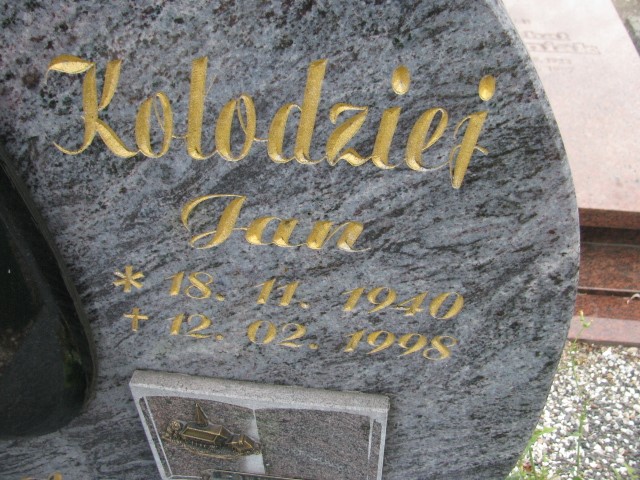 Kolodziej
Jan
* 18. 11. 1940
+ 12. 02. 1998